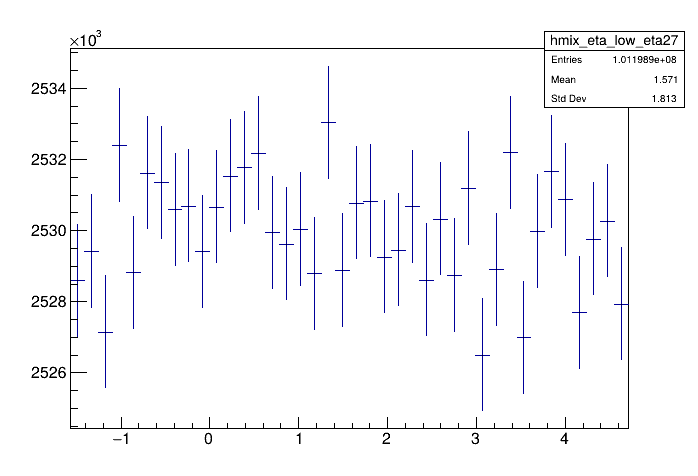 ×10³
hmix_eta_low_eta27
Entries 1.011989e+08
Mean 1.571
Std Dev 1.813
2534
2532
2530
2528
2526
−1 0 1 2 3 4